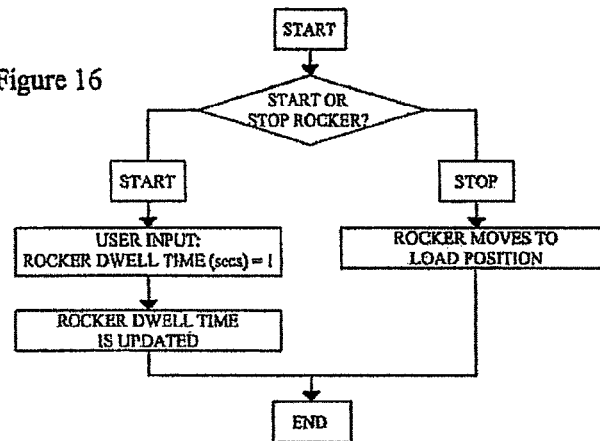 START
Figure 16
START OR
STOP ROCKER?
START
STOP
USER INPUT:
ROCKER DWELL TIME (secs) = 1
ROCKER MOVES TO
LOAD POSITION
ROCKER DWELL TIME
IS UPDATED
END